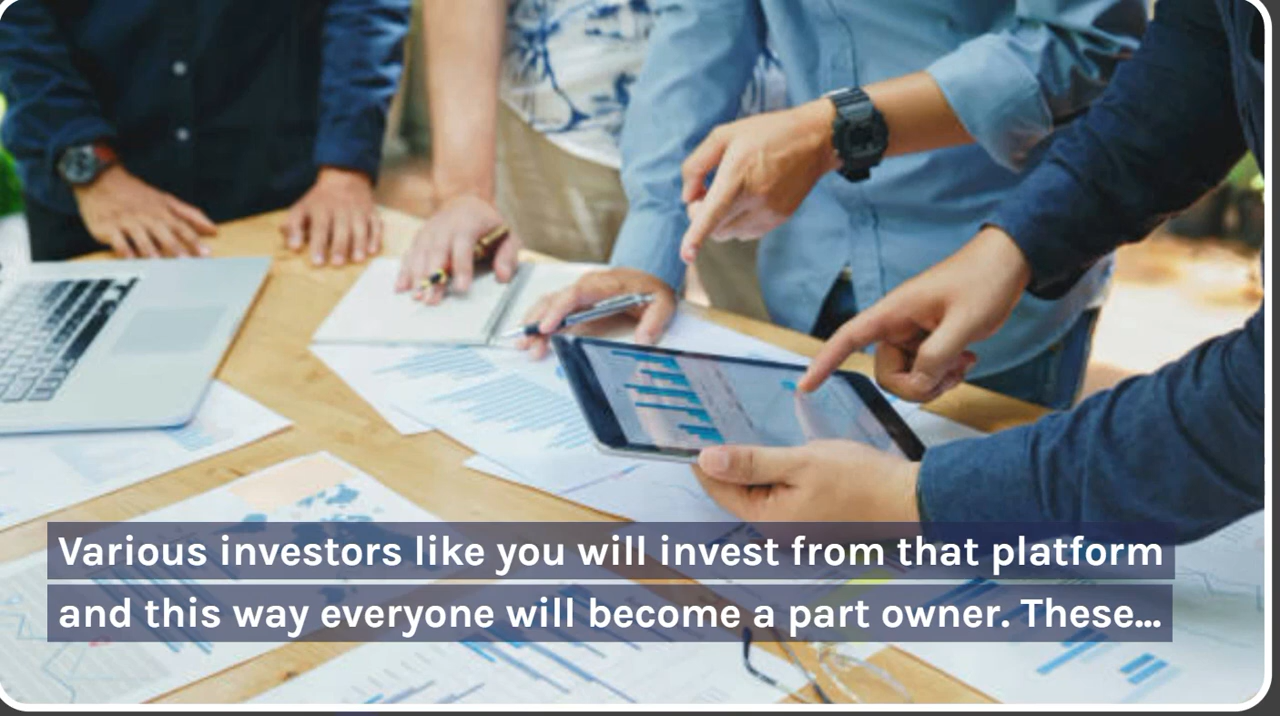 Various investors like you will invest from that platform
and this way everyone will become a part owner. These...